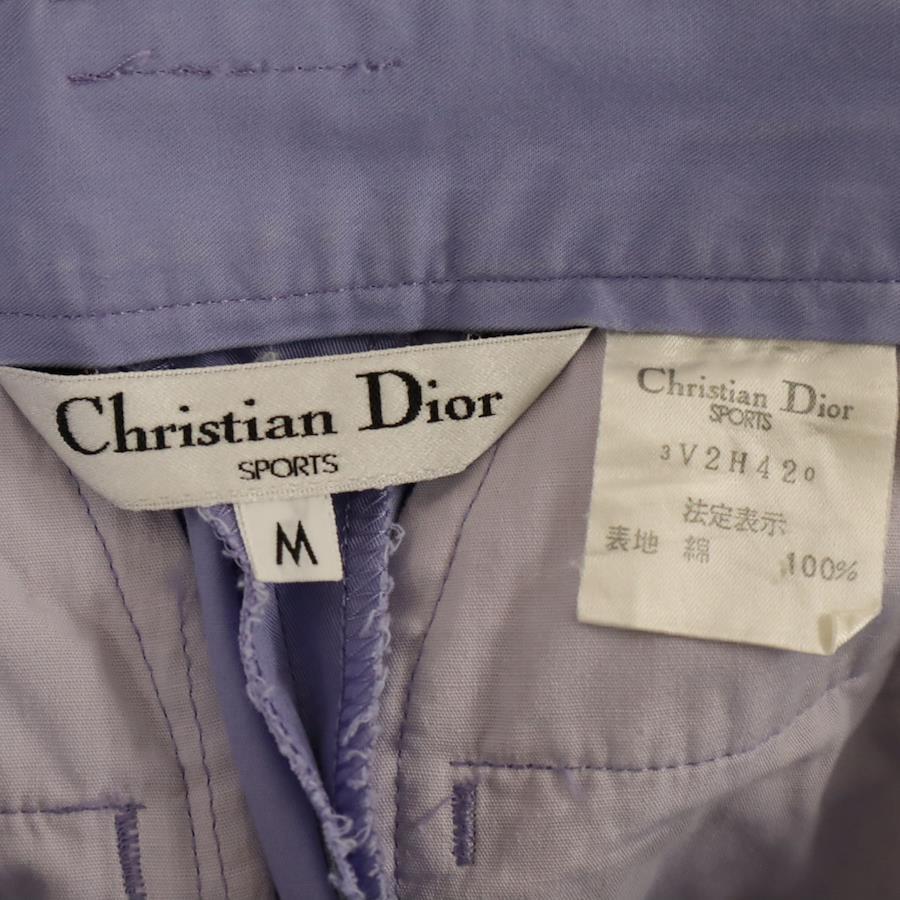 Christian Dior
SPORTS
M
Christian Dior
SPORTS
3V2H420
法定表示
表地 綿 100%